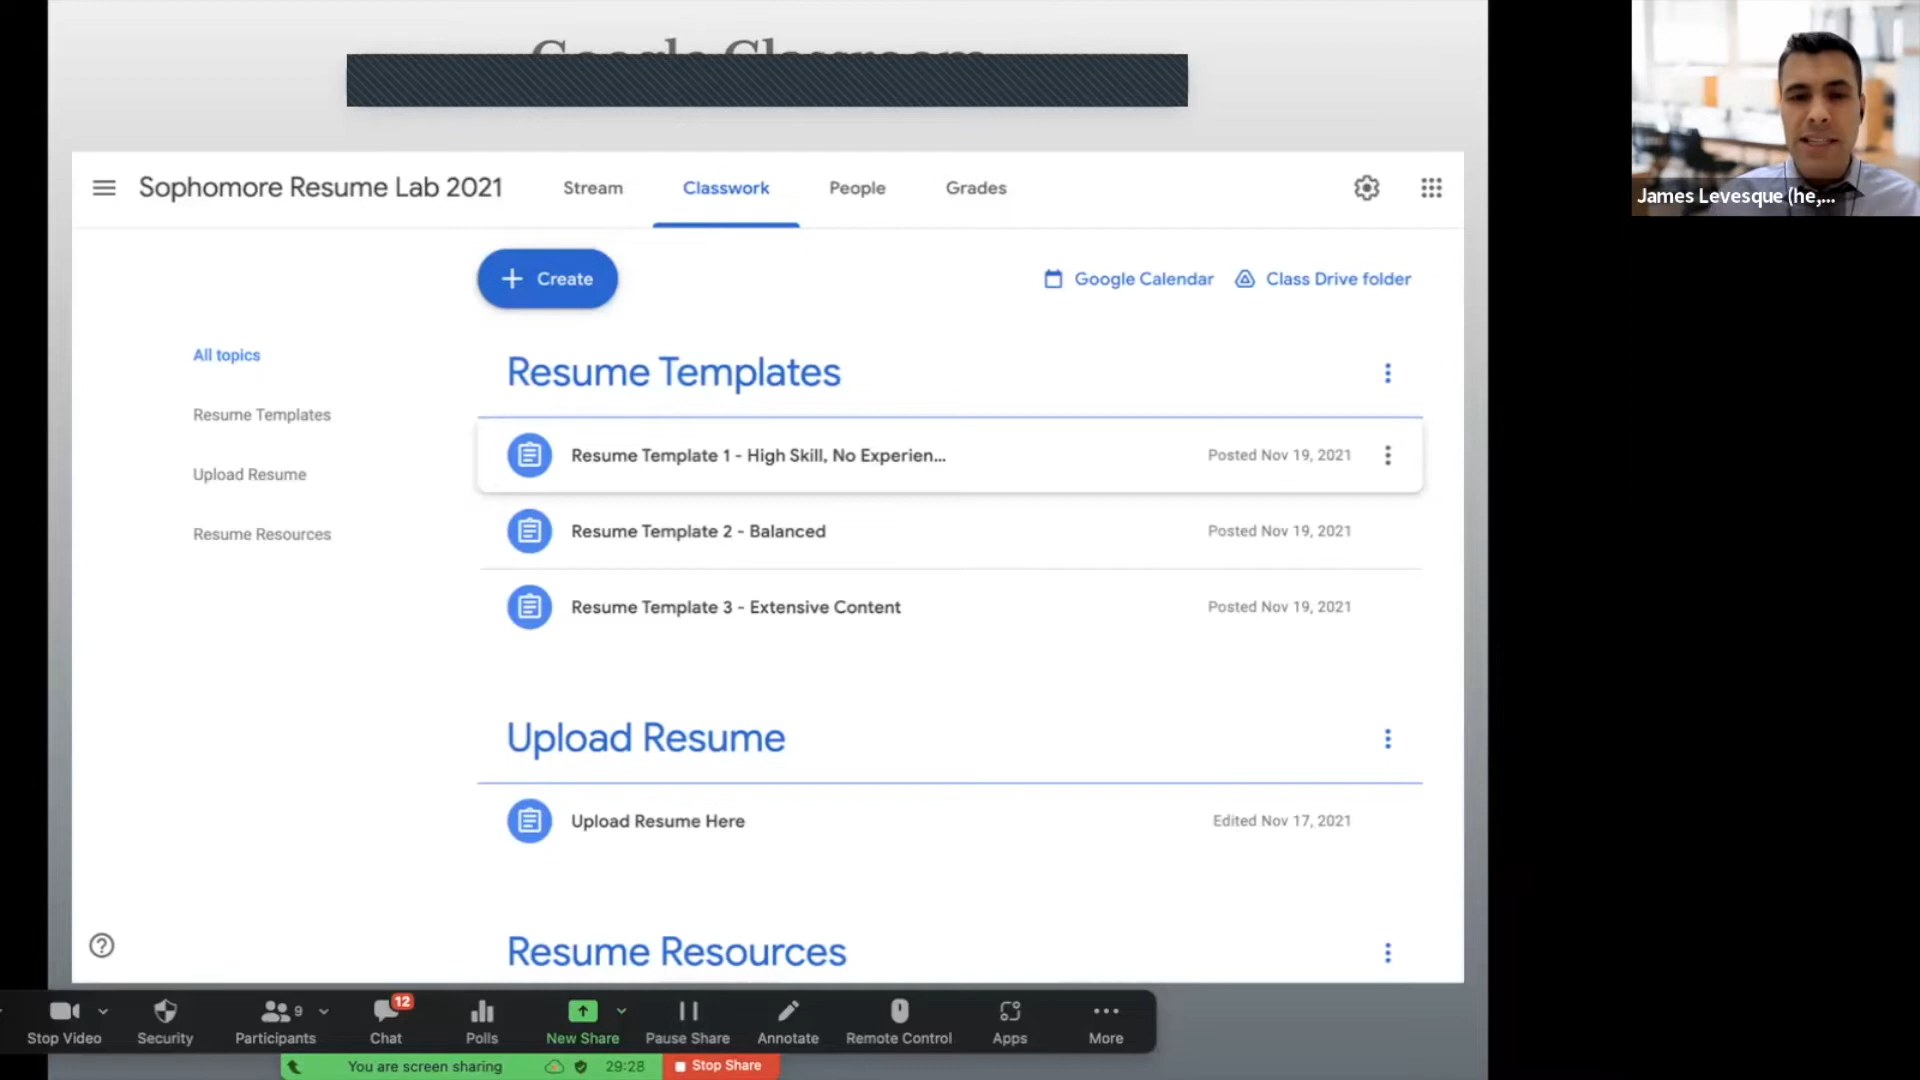 Google Classroom
James Levesque (he,...
Sophomore Resume Lab 2021
Stream
Classwork
People
Grades
Create
Google Calendar
Class Drive folder
All topics
Resume Templates
Upload Resume
Resume Resources
Resume Templates
Resume Template 1 - High Skill, No Experien...
Posted Nov 19, 2021
Resume Template 2 - Balanced
Posted Nov 19, 2021
Resume Template 3 - Extensive Content
Posted Nov 19, 2021
Upload Resume
Upload Resume Here
Edited Nov 17, 2021
Resume Resources
9
12
Stop Video
Security
Participants
Chat
Polls
New Share
Pause Share
Annotate
Remote Control
Apps
More
You are screen sharing
29:28
Stop Share